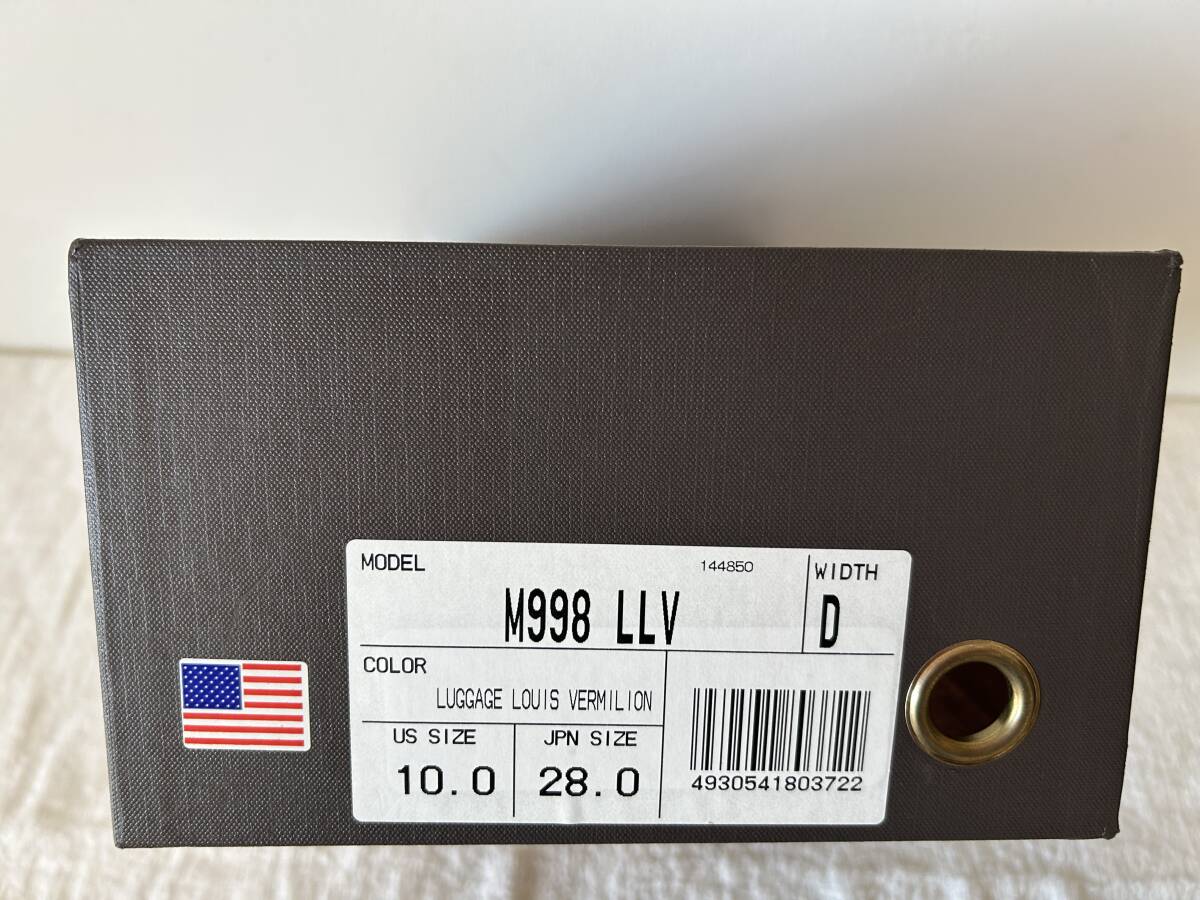 MODEL 144850 WIDTH
M998 LLV D
COLOR
LUGGAGE LOUIS VERMILION
US SIZE JPN SIZE
10.0 28.0
4930541803722